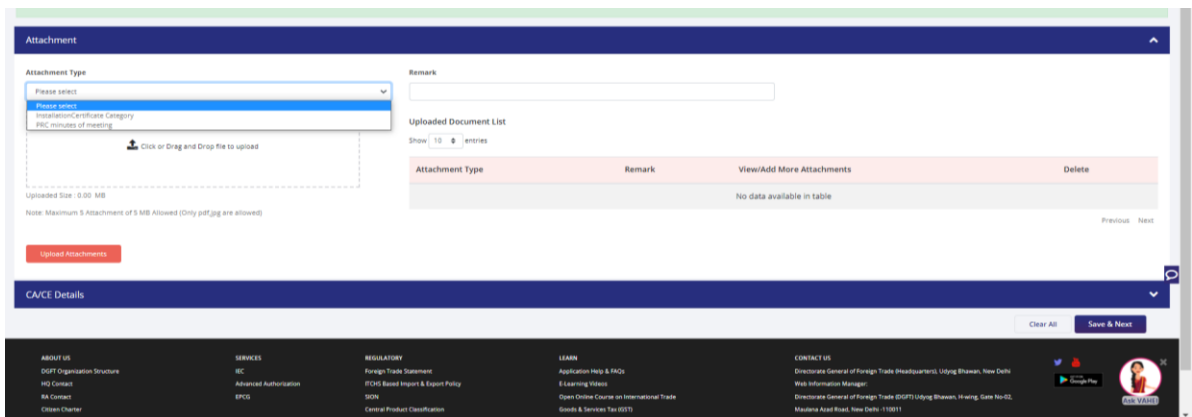 Attachment
Attachment Type
Please select
Please select
InstallationCertificate Category
PRC minutes of meeting
Click or Drag and Drop file to upload
Uploaded Size : 0.00 MB
Note: Maximum 5 Attachment of 5 MB Allowed (Only pdf,jpg are allowed)
Upload Attachments
Remark
Uploaded Document List
Show 10 entries
Attachment Type Remark View/Add More Attachments Delete
No data available in table
Previous Next
CA/CE Details
Clear All Save & Next
ABOUT US
DGFT Organization Structure
HQ Contact
RA Contact
Citizen Charter
SERVICES
IEC
Advanced Authorization
EPCG
REGULATORY
Foreign Trade Statement
ITCHS Based Import & Export Policy
SION
Central Product Classification
LEARN
Application Help & FAQs
E-Learning Videos
Open Online Course on International Trade
Goods & Services Tax (GST)
CONTACT US
Directorate General of Foreign Trade (Headquarters), Udyog Bhawan, New Delhi
Web Information Manager:
Directorate General of Foreign Trade (DGFT) Udyog Bhawan, H-wing, Gate No-02,
Maulana Azad Road, New Delhi -110011
Google Play
Ask VAHEI